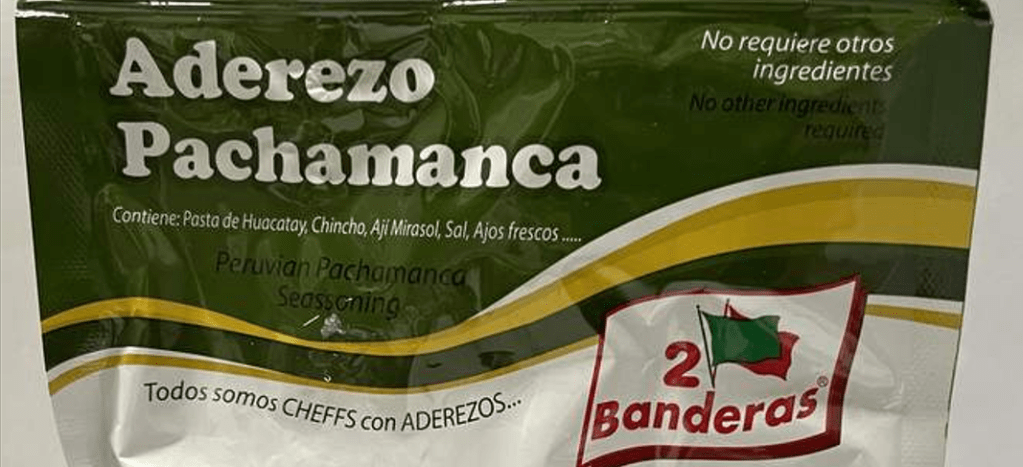 Aderezo
Pachamanca
No requiere otros
ingredientes
No other ingredients
required
Contiene: Pasta de Huacatay, Chincho, Ají Mirasol, Sal, Ajos frescos .....
Peruvian Pachamanca
Seassoning
Todos somos CHEFFS con ADEREZOS...
2
Banderas®